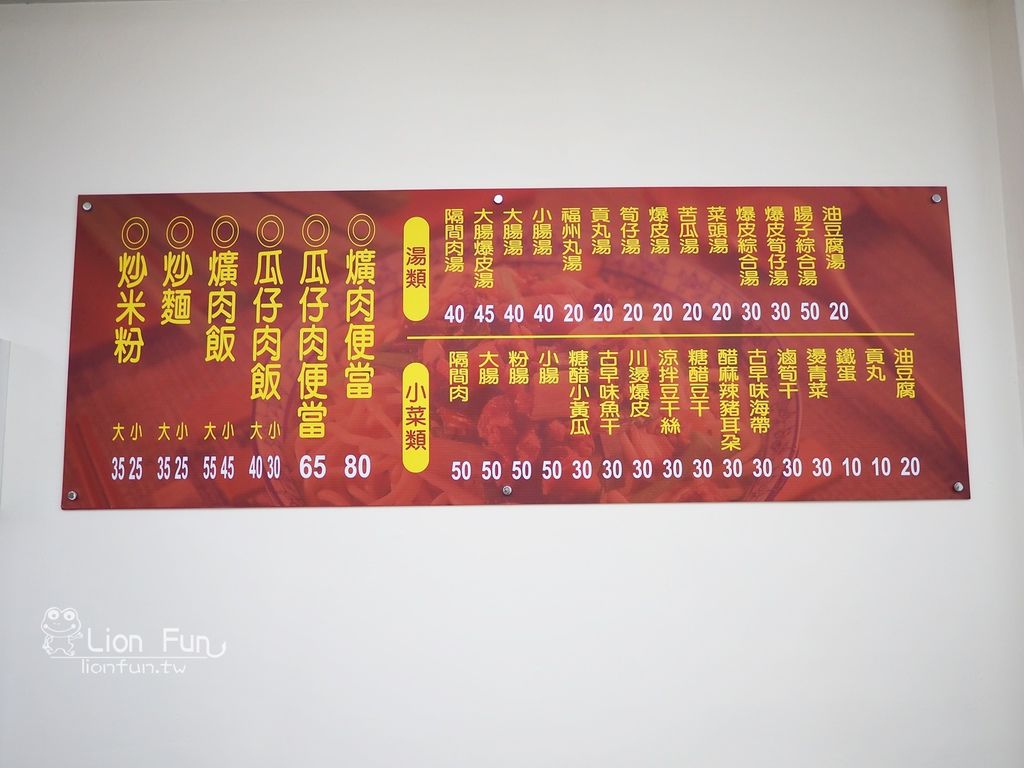 ◎炒米粉 大小 35 25
◎炒麵 大小 35 25
◎爌肉飯 大小 55 45
◎瓜仔肉飯 大小 40 30
◎瓜仔肉便當 65
◎爌肉便當 80
湯類
隔間肉湯 40
大腸爆皮湯 45
大腸湯 40
小腸湯 40
福州丸湯 20
貢丸湯 20
筍仔湯 20
爆皮湯 20
苦瓜湯 20
菜頭湯 20
爆皮綜合湯 30
爆皮筍仔湯 30
腸子綜合湯 50
油豆腐湯 20
小菜類
隔間肉 50
大腸 50
粉腸 50
小腸 50
糖醋小黃瓜 30
古早味魚干 30
川燙爆皮 30
涼拌豆干絲 30
糖醋豆干 30
醋麻辣豬耳朵 30
古早味海帶 30
滷筍干 30
燙青菜 30
鐵蛋 10
貢丸 10
油豆腐 20
Lion Fun
lionfun.tw